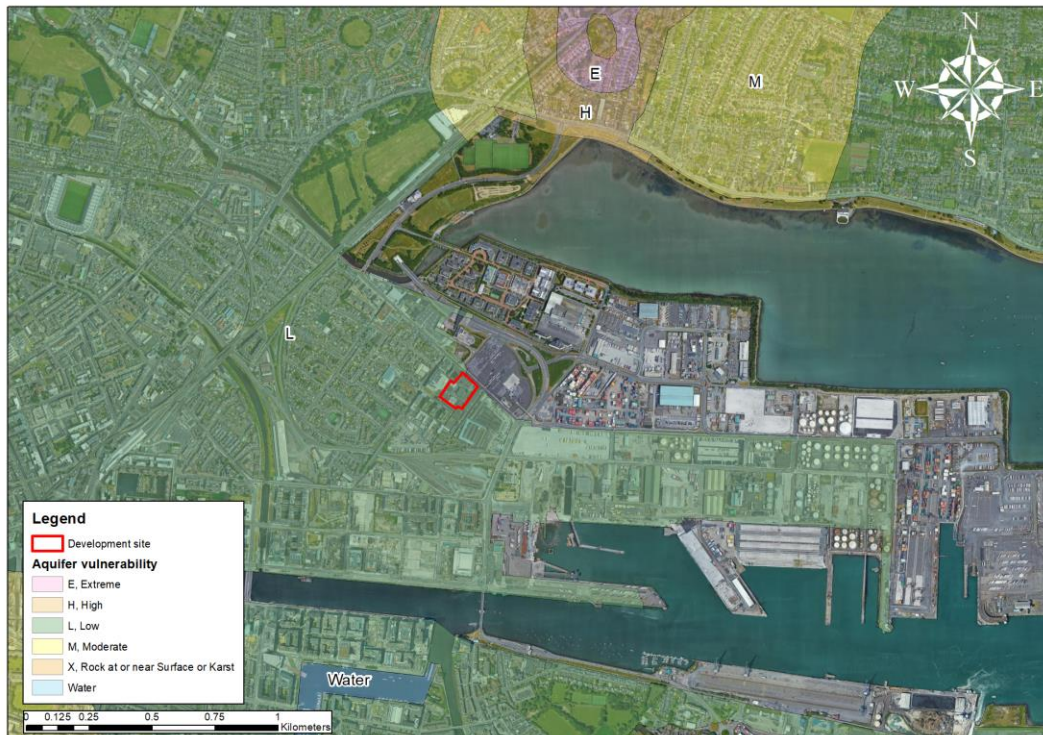 N
W E
S
E
M
H
L
Legend
Development site
Aquifer vulnerability
E, Extreme
H, High
L, Low
M, Moderate
X, Rock at or near Surface or Karst
Water
Water
0 0.125 0.25 0.5 0.75 1
Kilometers